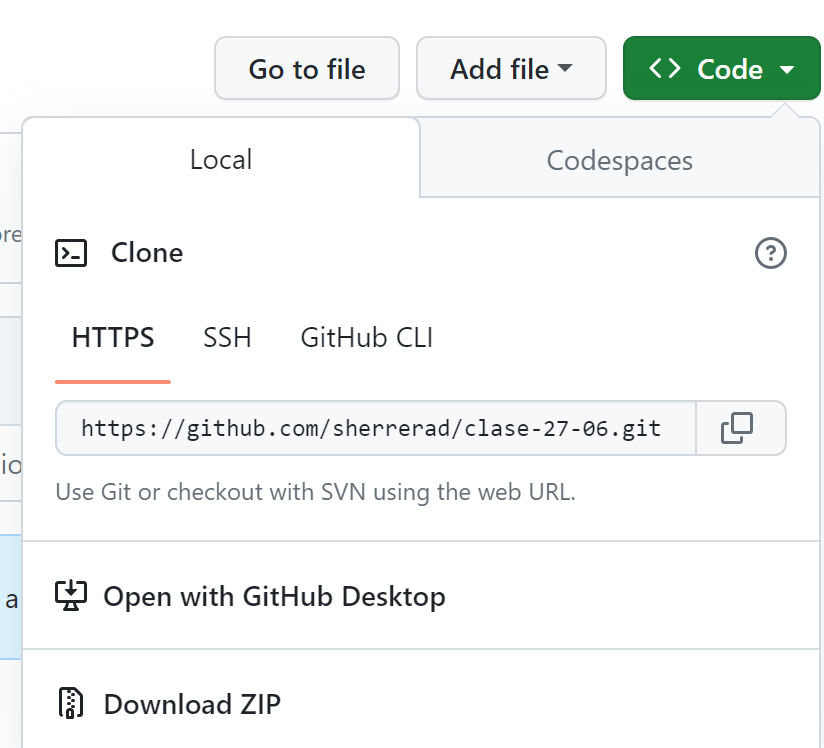 Go to file
Add file
Code
Local
Codespaces
Clone
HTTPS
SSH
GitHub CLI
https://github.com/sherrerad/clase-27-06.git
Use Git or checkout with SVN using the web URL.
a
Open with GitHub Desktop
Download ZIP